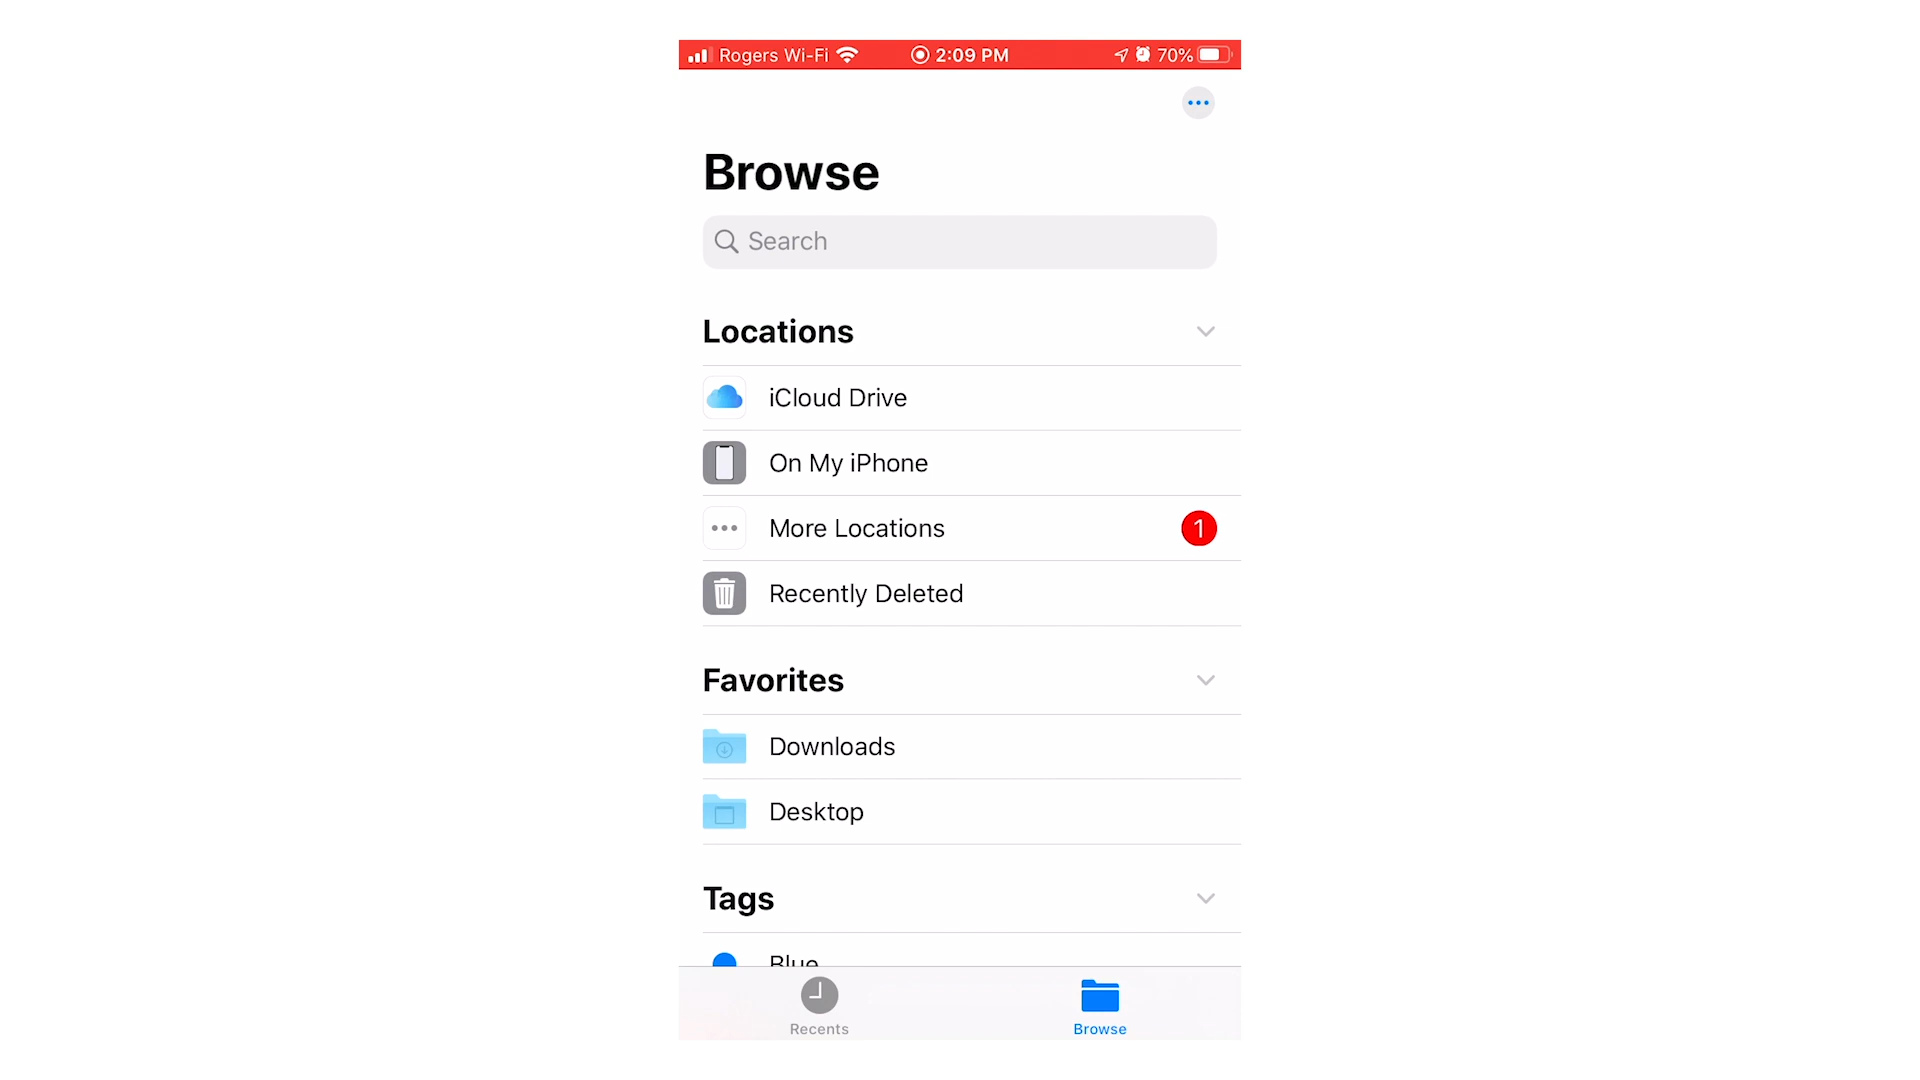 Rogers Wi-Fi 2:09 PM 70%
Browse
Search
Locations
iCloud Drive
On My iPhone
More Locations 1
Recently Deleted
Favorites
Downloads
Desktop
Tags
Blue
Recents Browse